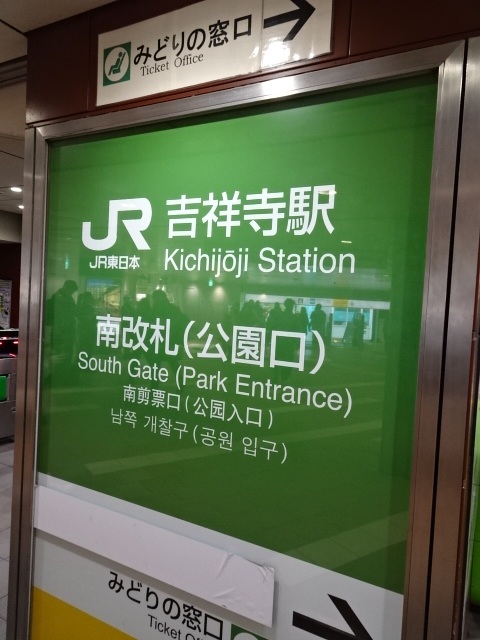 みどりの窓口
Ticket Office
JR 吉祥寺駅
JR東日本 Kichijōji Station
南改札(公園口)
South Gate (Park Entrance)
南剪票口(公园入口)
남쪽 개찰구(공원 입구)
みどりの窓口
Ticket Of